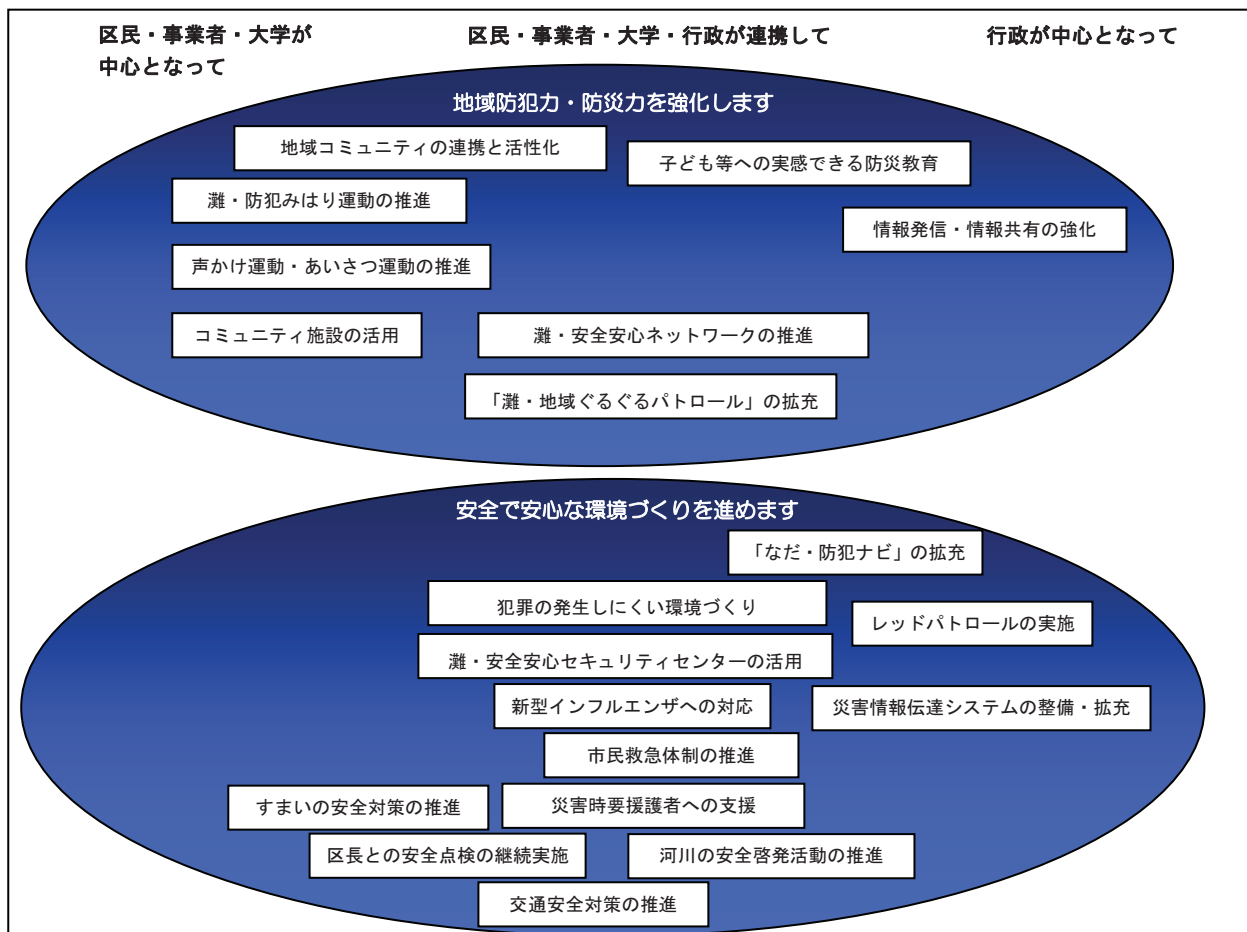 区民・事業者・大学が
中心となって
区民・事業者・大学・行政が連携して
行政が中心となって
地域防犯力・防災力を強化します
地域コミュニティの連携と活性化
子ども等への実感できる防災教育
灘・防犯みはり運動の推進
情報発信・情報共有の強化
声かけ運動・あいさつ運動の推進
コミュニティ施設の活用
灘・安全安心ネットワークの推進
「灘・地域ぐるぐるパトロール」の拡充
安全で安心な環境づくりを進めます
「なだ・防犯ナビ」の拡充
犯罪の発生しにくい環境づくり
レッドパトロールの実施
灘・安全安心セキュリティセンターの活用
新型インフルエンザへの対応
災害情報伝達システムの整備・拡充
市民救急体制の推進
すまいの安全対策の推進
災害時要援護者への支援
区長との安全点検の継続実施
河川の安全啓発活動の推進
交通安全対策の推進